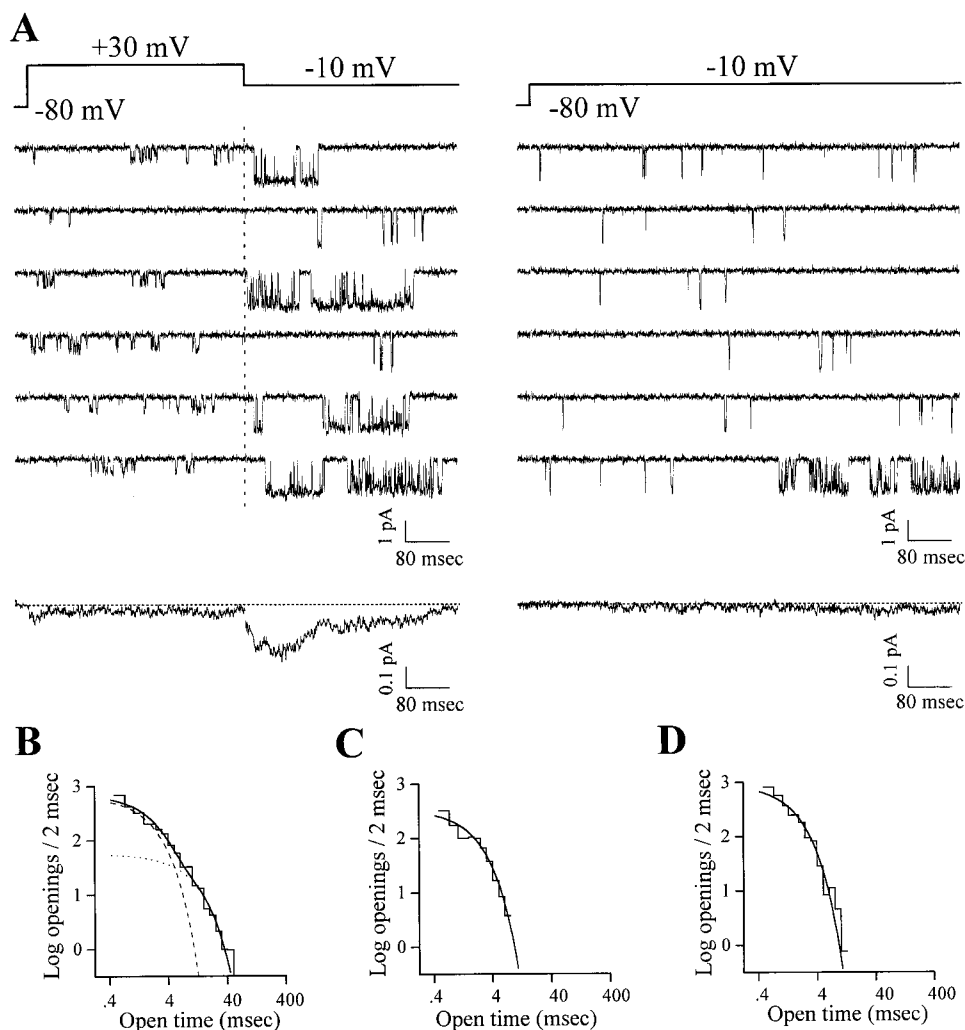 A
+30 mV
-10 mV
-80 mV
-10 mV
-80 mV
1 pA
80 msec
1 pA
80 msec
0.1 pA
80 msec
0.1 pA
80 msec
B
Log openings / 2 msec
3
2
1
0
.4
4
40
400
Open time (msec)
C
Log openings / 2 msec
3
2
1
0
.4
4
40
400
Open time (msec)
D
Log openings / 2 msec
3
2
1
0
.4
4
40
400
Open time (msec)